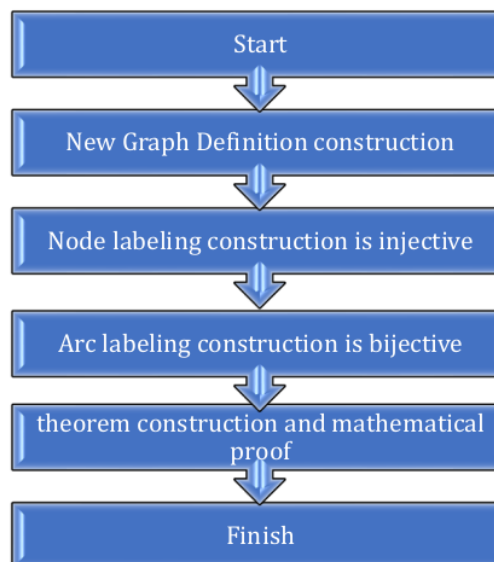 Start
New Graph Definition construction
Node labeling construction is injective
Arc labeling construction is bijective
theorem construction and mathematical
proof
Finish